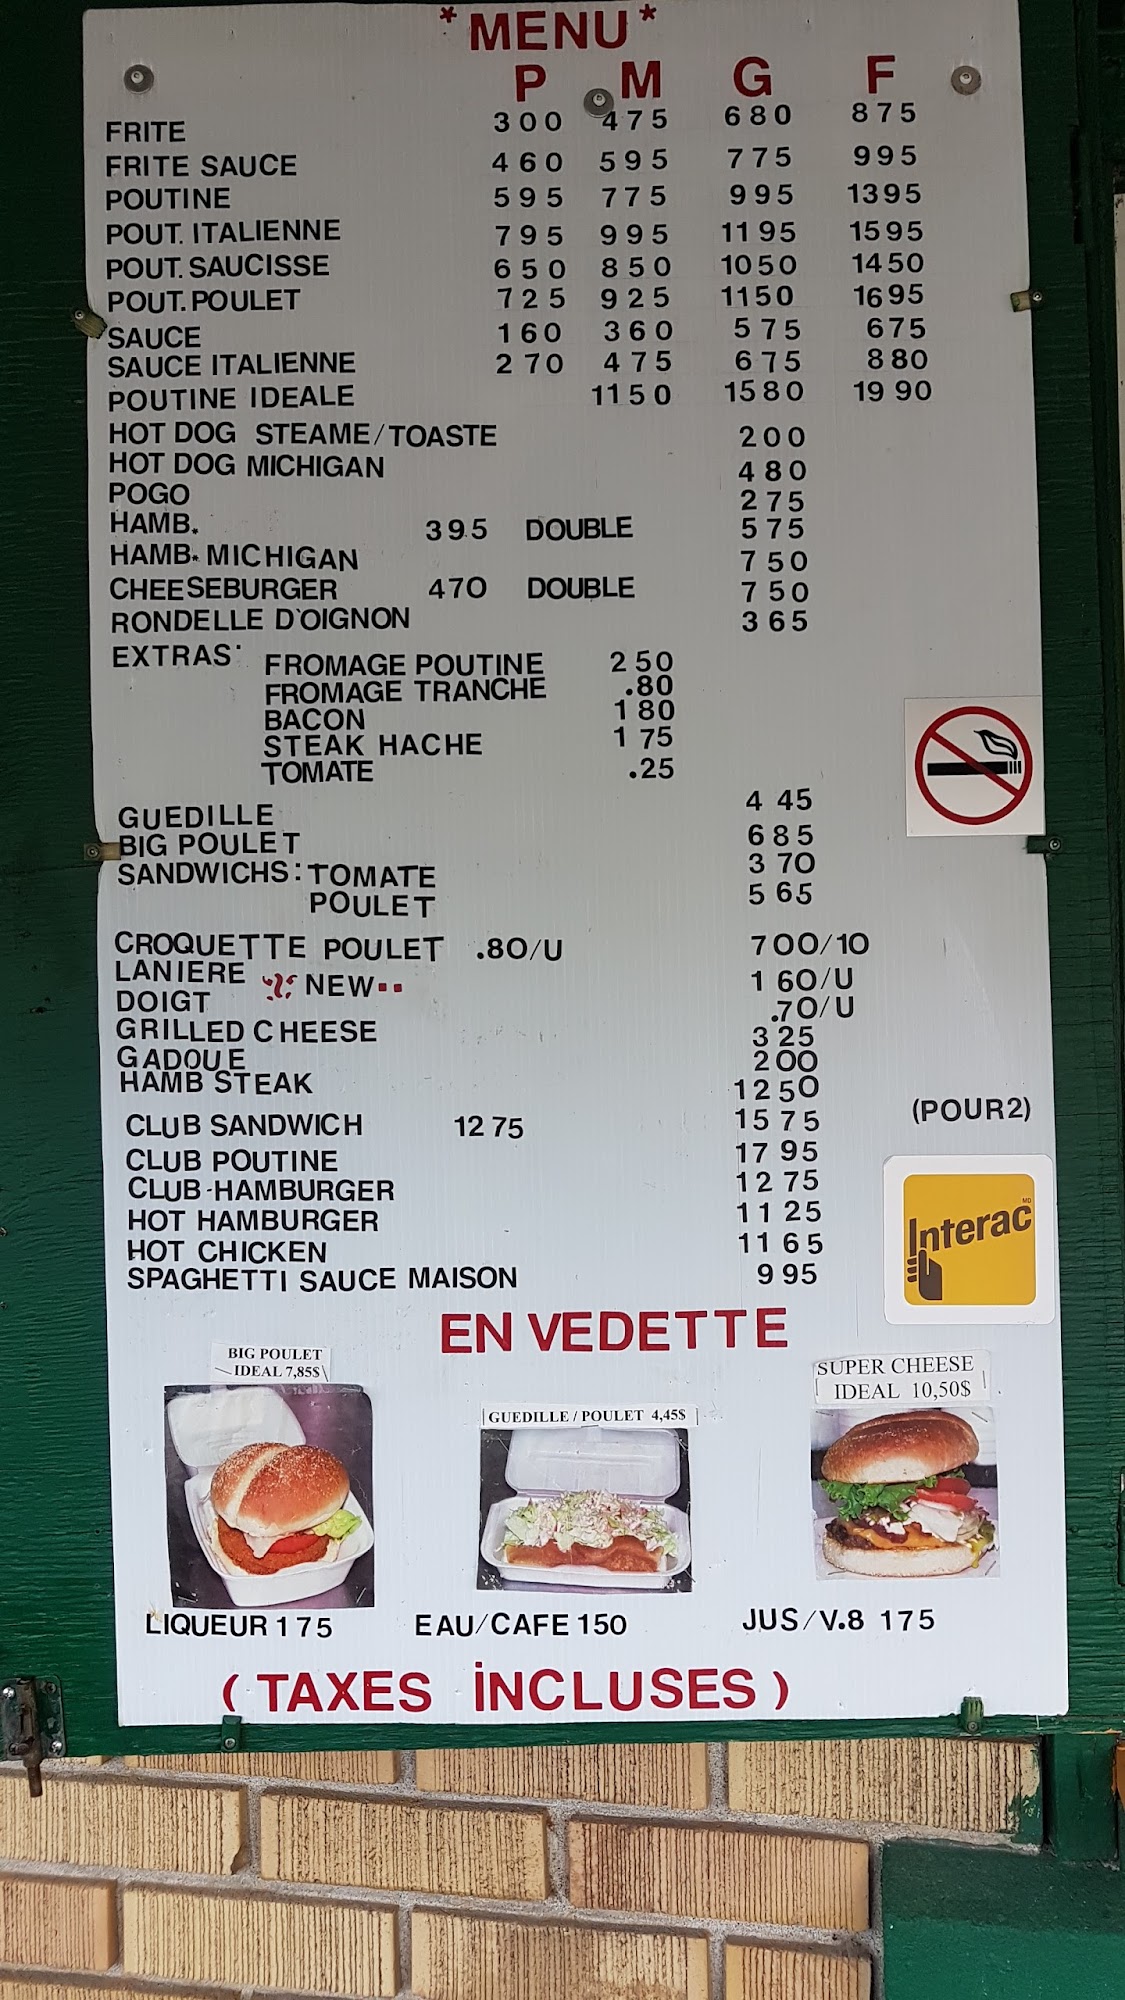 *MENU*
P M G F
FRITE 300 475 680 875
FRITE SAUCE 460 595 775 995
POUTINE 595 775 995 1395
POUT. ITALIENNE 795 995 1195 1595
POUT. SAUCISSE 650 850 1050 1450
POUT. POULET 725 925 1150 1695
SAUCE 160 360 575 675
SAUCE ITALIENNE 270 475 675 880
POUTINE IDEALE 1150 1580 1990
HOT DOG STEAME/TOASTE 200
HOT DOG MICHIGAN 480
POGO 275
HAMB. 395 DOUBLE 575
HAMB. MICHIGAN 750
CHEESEBURGER 470 DOUBLE 750
RONDELLE D'OIGNON 365
EXTRAS: FROMAGE POUTINE 250
FROMAGE TRANCHE .80
BACON 180
STEAK HACHE 175
TOMATE .25
GUEDILLE 445
BIG POULET 685
SANDWICHS: TOMATE 370
POULET 565
CROQUETTE POULET .80/U 700/10
LANIERE NEW.. 160/U
DOIGT .70/U
GRILLED CHEESE 325
GADOUE 200
HAMB STEAK 1250
CLUB SANDWICH 1275 1575 (POUR2)
CLUB POUTINE 1795
CLUB-HAMBURGER 1275
HOT HAMBURGER 1125
HOT CHICKEN 1165
SPAGHETTI SAUCE MAISON 995
Interac MD
EN VEDETTE
BIG POULET
IDEAL 7,85$
GUEDILLE / POULET 4,45$
SUPER CHEESE
IDEAL 10,50$
LIQUEUR 175 EAU/CAFE 150 JUS/V.8 175
(TAXES INCLUSES)